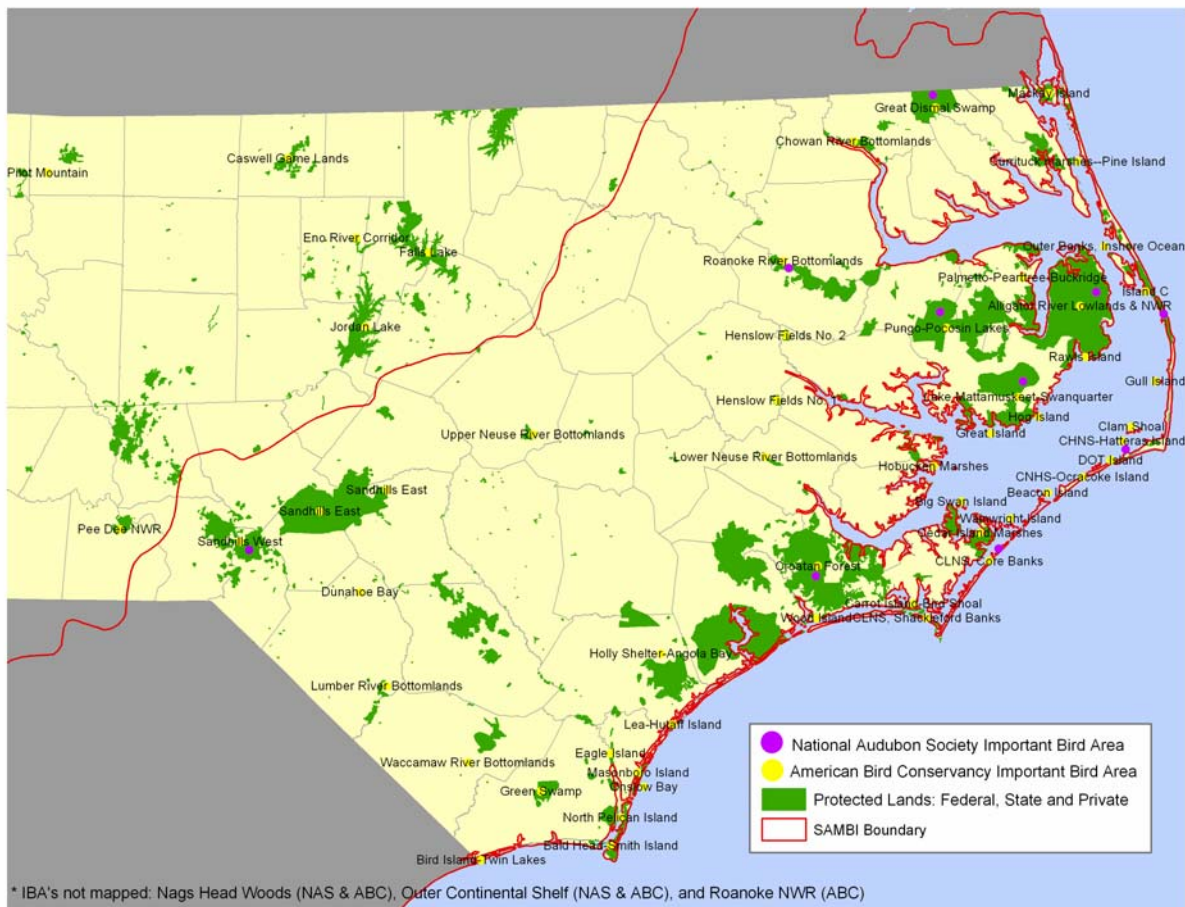 Mackay Island
Great Dismal Swamp
Chowan River Bottomlands
Caswell Game Lands
Currituck marshes--Pine Island
Pilot Mountain
Eno River Corridor
Outer Banks, Inshore Ocean
Falls Lake
Roanoke River Bottomlands
Palmetto-Peartree-Buckridge
Island C
Alligator River Lowlands & NWR
Jordan Lake
Pungo-Pocosin Lakes
Henslow Fields No. 2
Rawls Island
Gull Island
Lake Mattamuskeet-Swanquarter
Henslow Fields No. 1
Hog Island
Clam Shoal
Upper Neuse River Bottomlands
Great Island
CHNS-Hatteras Island
Lower Neuse River Bottomlands
DOT Island
Hobucken Marshes
CNHS-Ocracoke Island
Sandhills East
Beacon Island
Big Swan Island
Sandhills East
Wainwright Island
Pee Dee NWR
Cedar Island Marshes
Sandhills West
CLNS, Core Banks
Croatan Forest
Dunahoe Bay
Carrot Island-Bird Shoal
Wood Island
CLNS, Shackleford Banks
Holly Shelter-Angola Bay
Lumber River Bottomlands
Lea-Hutaff Island
Eagle Island
Waccamaw River Bottomlands
Masonboro Island
Onslow Bay
Green Swamp
North Pelican Island
Bald Head-Smith Island
Bird Island-Twin Lakes
National Audubon Society Important Bird Area
American Bird Conservancy Important Bird Area
Protected Lands: Federal, State and Private
SAMBI Boundary
* IBA's not mapped: Nags Head Woods (NAS & ABC), Outer Continental Shelf (NAS & ABC), and Roanoke NWR (ABC)